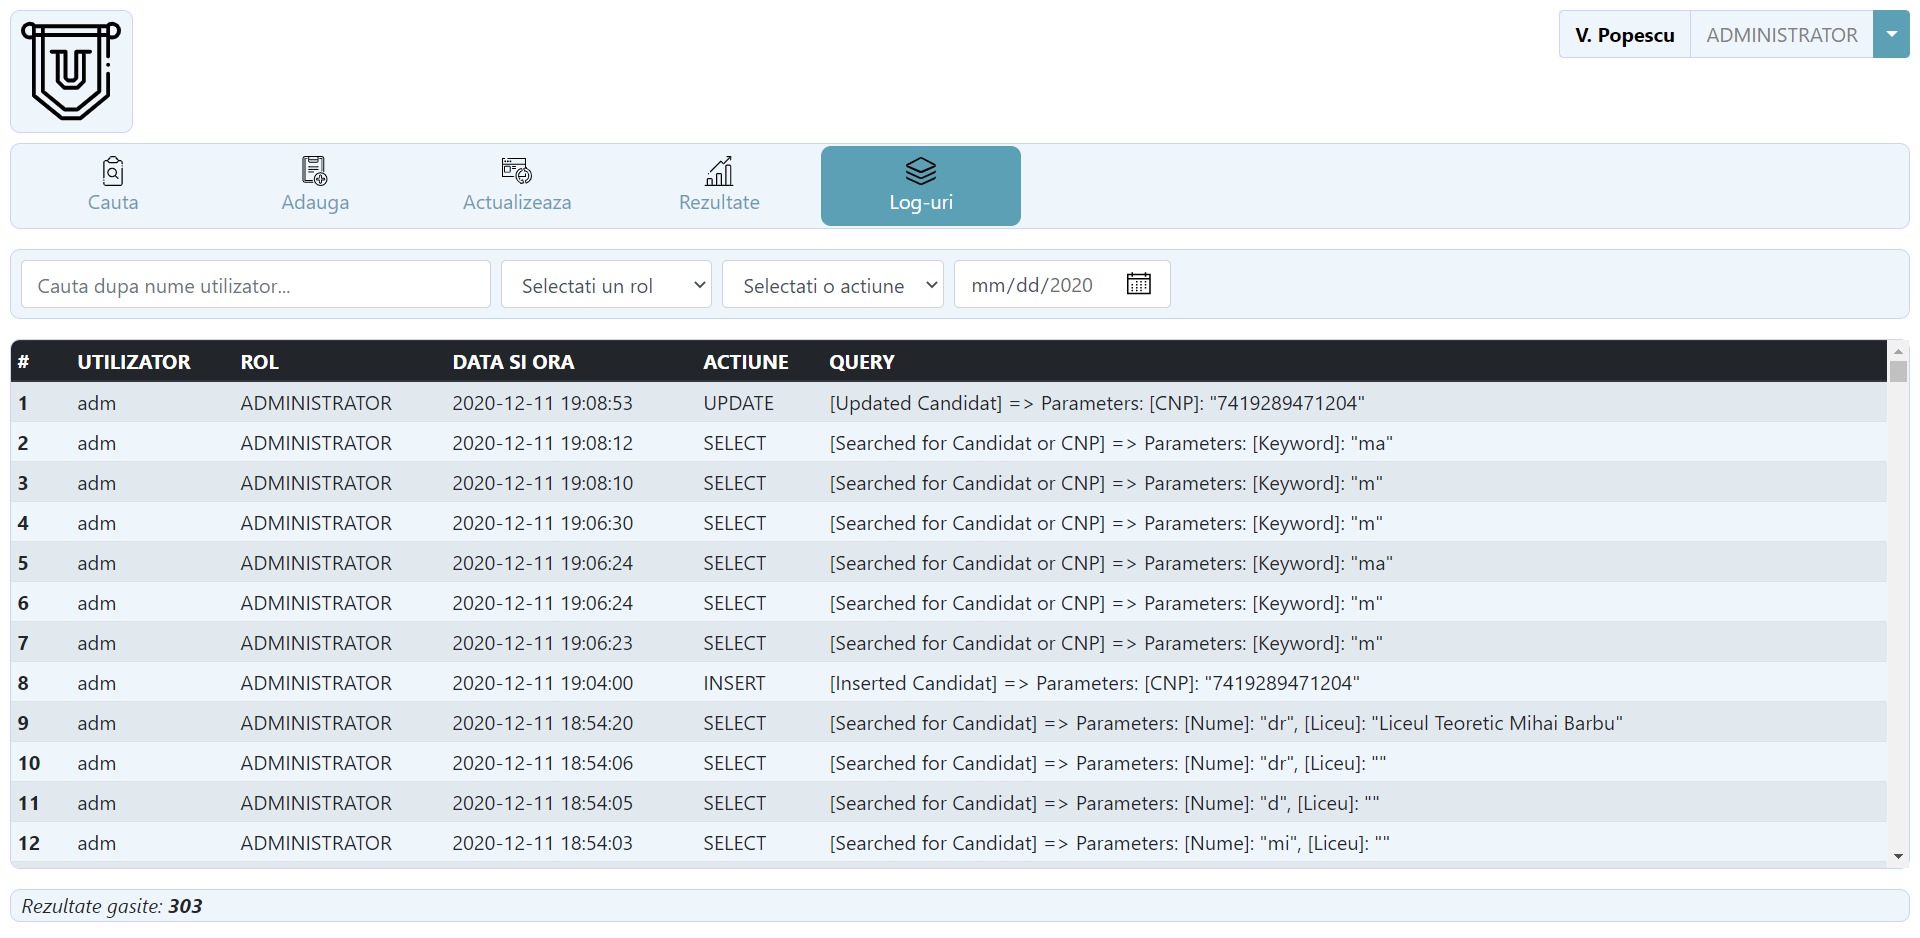 U
V. Popescu ADMINISTRATOR
Cauta Adauga Actualizeaza Rezultate Log-uri
Cauta dupa nume utilizator... Selectati un rol Selectati o actiune mm/dd/2020
# UTILIZATOR ROL DATA SI ORA ACTIUNE QUERY
1 adm ADMINISTRATOR 2020-12-11 19:08:53 UPDATE [Updated Candidat] => Parameters: [CNP]: "7419289471204"
2 adm ADMINISTRATOR 2020-12-11 19:08:12 SELECT [Searched for Candidat or CNP] => Parameters: [Keyword]: "ma"
3 adm ADMINISTRATOR 2020-12-11 19:08:10 SELECT [Searched for Candidat or CNP] => Parameters: [Keyword]: "m"
4 adm ADMINISTRATOR 2020-12-11 19:06:30 SELECT [Searched for Candidat or CNP] => Parameters: [Keyword]: "m"
5 adm ADMINISTRATOR 2020-12-11 19:06:24 SELECT [Searched for Candidat or CNP] => Parameters: [Keyword]: "ma"
6 adm ADMINISTRATOR 2020-12-11 19:06:24 SELECT [Searched for Candidat or CNP] => Parameters: [Keyword]: "m"
7 adm ADMINISTRATOR 2020-12-11 19:06:23 SELECT [Searched for Candidat or CNP] => Parameters: [Keyword]: "m"
8 adm ADMINISTRATOR 2020-12-11 19:04:00 INSERT [Inserted Candidat] => Parameters: [CNP]: "7419289471204"
9 adm ADMINISTRATOR 2020-12-11 18:54:20 SELECT [Searched for Candidat] => Parameters: [Nume]: "dr", [Liceu]: "Liceul Teoretic Mihai Barbu"
10 adm ADMINISTRATOR 2020-12-11 18:54:06 SELECT [Searched for Candidat] => Parameters: [Nume]: "dr", [Liceu]: ""
11 adm ADMINISTRATOR 2020-12-11 18:54:05 SELECT [Searched for Candidat] => Parameters: [Nume]: "d", [Liceu]: ""
12 adm ADMINISTRATOR 2020-12-11 18:54:03 SELECT [Searched for Candidat] => Parameters: [Nume]: "mi", [Liceu]: ""
Rezultate gasite: 303